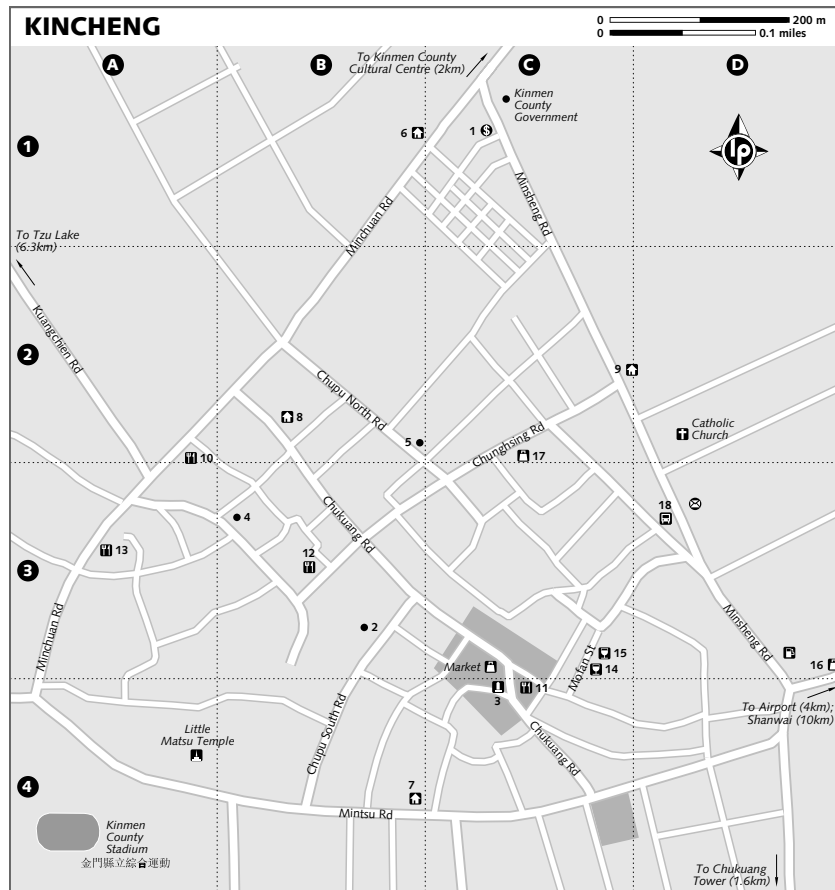 KINCHENG
0 200 m
0 0.1 miles
A
B
C
D
1
2
3
4
To Kinmen County
Cultural Centre (2km)
Kinmen
County
Government
6
1
$
lp
Minchuan Rd
Minsheng Rd
To Tzu Lake
(6.3km)
Kuangchien Rd
9
Chupu North Rd
8
5
Catholic
Church
Chunghsing Rd
17
10
4
Chukuang Rd
18
13
12
2
Minchuan Rd
Minsheng Rd
Mofan St
15
14
16
Market
3
11
To Airport (4km);
Shanwai (10km)
Little
Matsu Temple
Chupu South Rd
Chukuang Rd
7
Mintsu Rd
Kinmen
County
Stadium
金門縣立綜合運動
To Chukuang
Tower (1.6km)